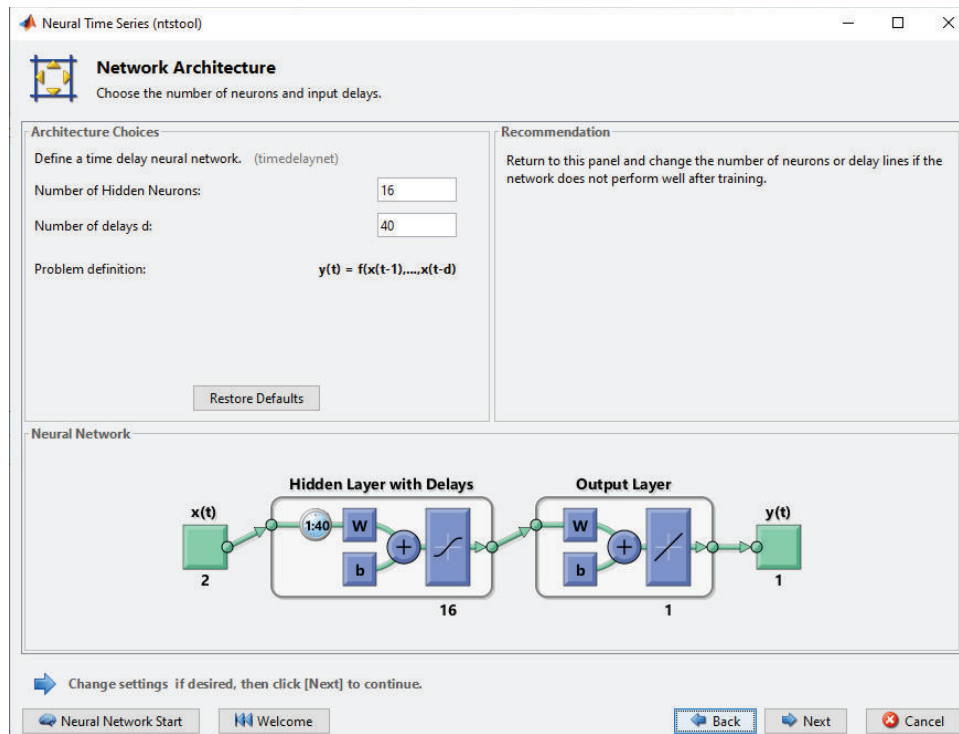 Neural Time Series (ntstool)
Network Architecture
Choose the number of neurons and input delays.
Architecture Choices
Define a time delay neural network. (timedelaynet)
Number of Hidden Neurons: 16
Number of delays d: 40
Problem definition: y(t) = f(x(t-1),...,x(t-d)
Restore Defaults
Recommendation
Return to this panel and change the number of neurons or delay lines if the
network does not perform well after training.
Neural Network
Hidden Layer with Delays
Output Layer
x(t)
2
1:40
W
b
16
W
b
1
y(t)
1
Change settings if desired, then click [Next] to continue.
Neural Network Start
Welcome
Back
Next
Cancel